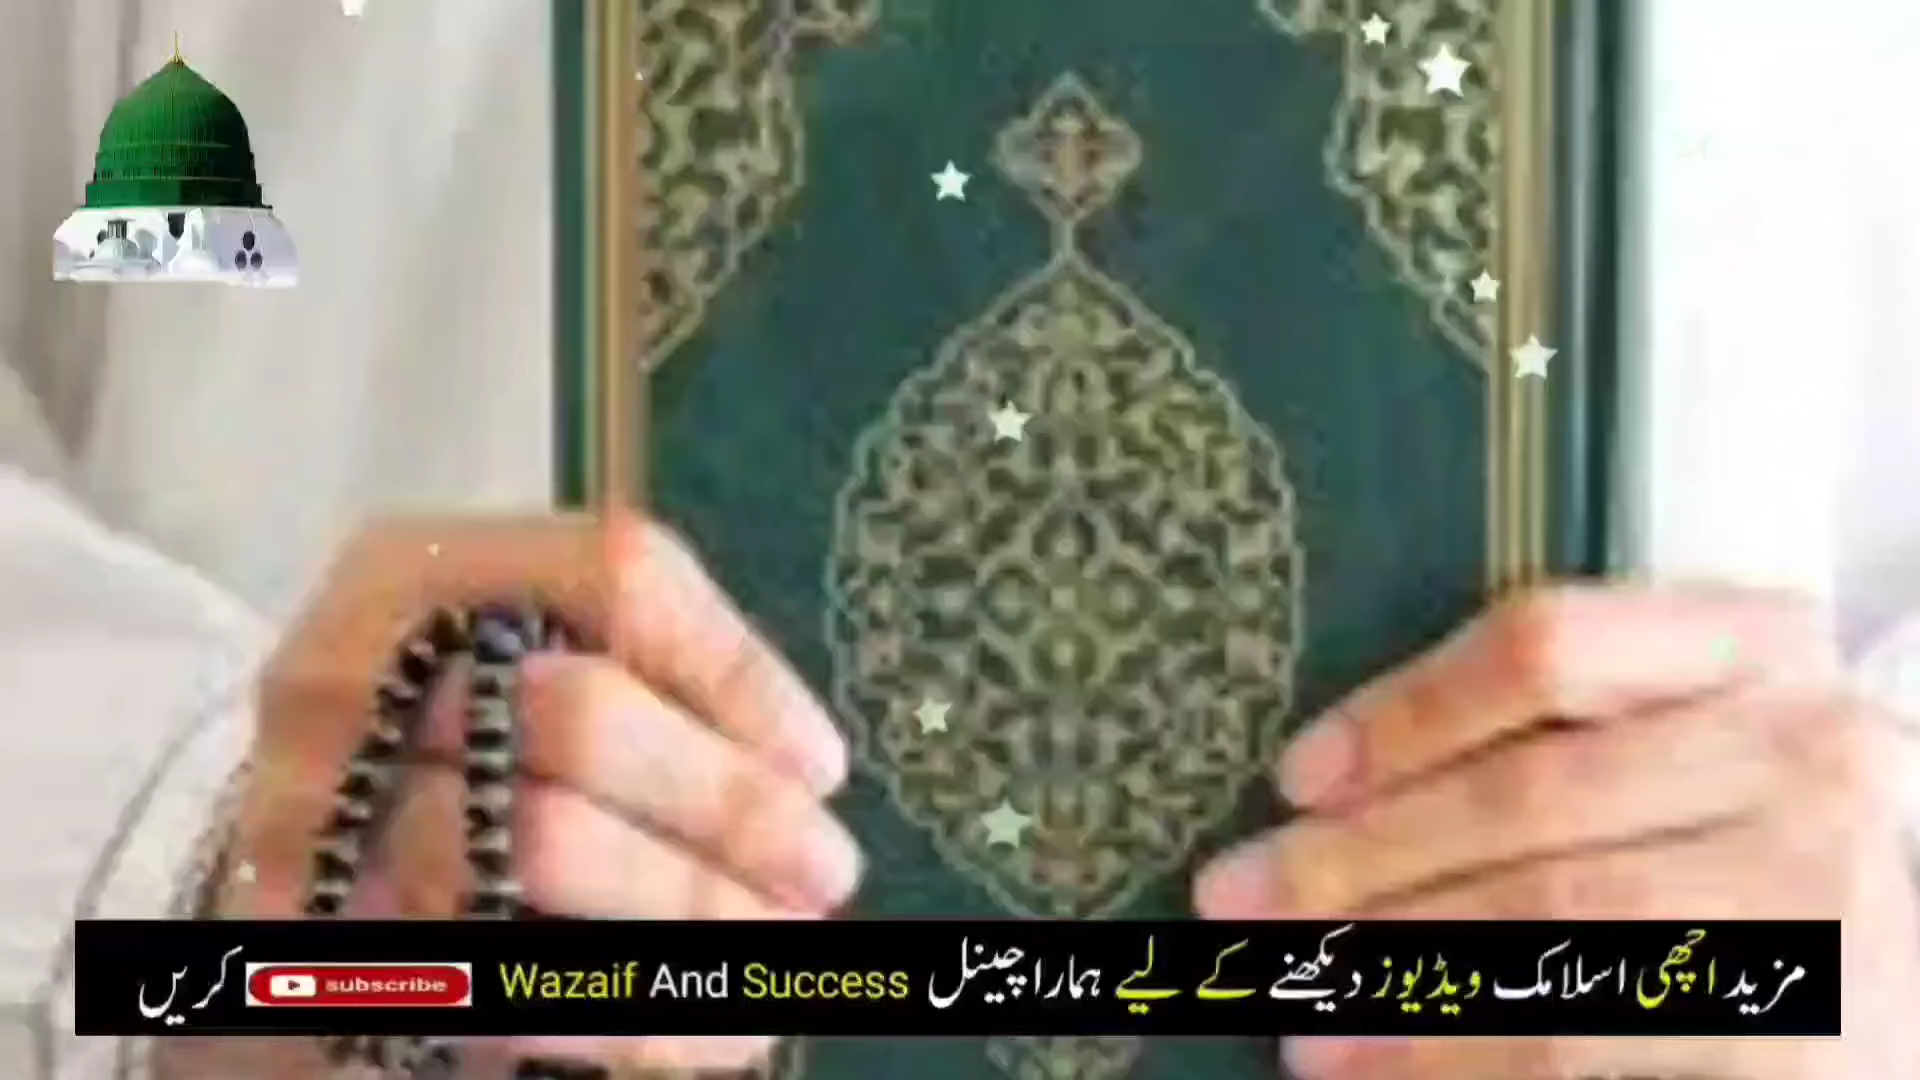 مزید اچھی اسلامک ویڈیوز دیکھنے کے لیے ہمارا چینل Wazaif And Success subscribe کریں